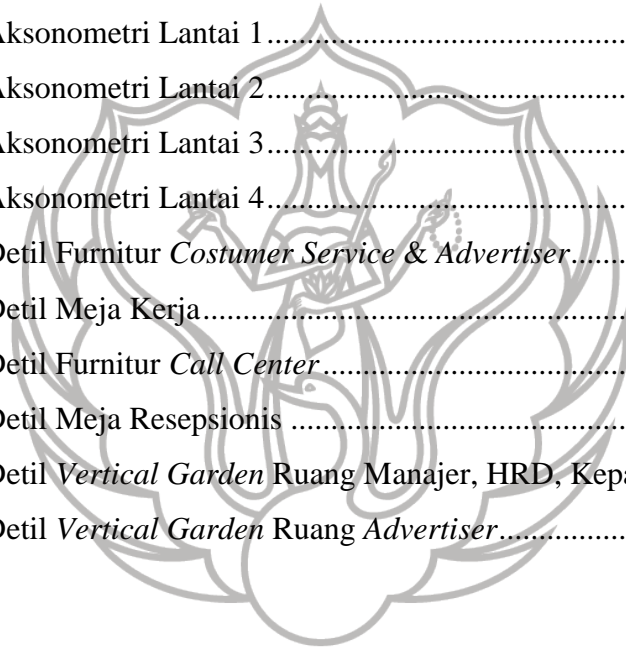 Aksonometri Lantai 1..............................................
Aksonometri Lantai 2..............................................
Aksonometri Lantai 3..............................................
Aksonometri Lantai 4..............................................
Detil Furnitur Costumer Service & Advertiser.......
Detil Meja Kerja......................................................
Detil Furnitur Call Center.......................................
Detil Meja Resepsionis ...........................................
Detil Vertical Garden Ruang Manajer, HRD, Kepa
Detil Vertical Garden Ruang Advertiser................